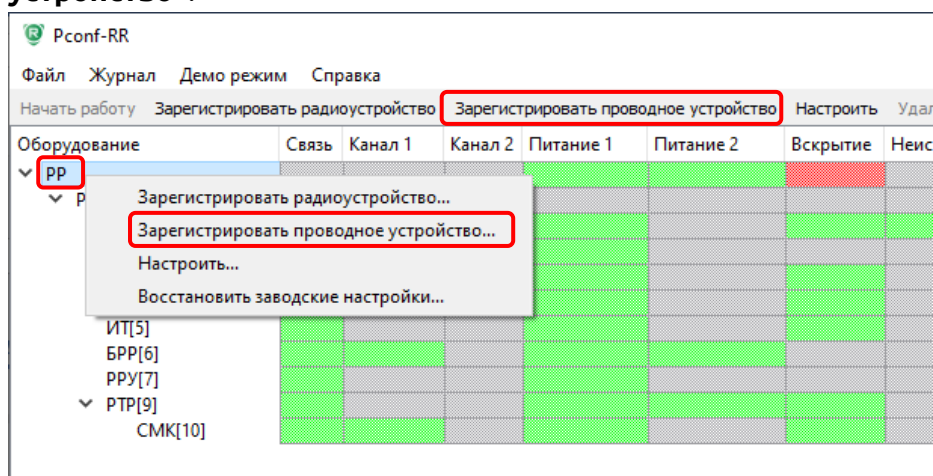 Pconf-RR
Файл Журнал Демо режим Справка
Начать работу Зарегистрировать радиоустройство Зарегистрировать проводное устройство Настроить
Оборудование Связь Канал 1 Канал 2 Питание 1 Питание 2 Вскрытие
РР
Зарегистрировать радиоустройство...
Зарегистрировать проводное устройство...
Настроить...
Восстановить заводские настройки...
ИТ[5]
БРР[6]
РРУ[7]
РТР[9]
СМК[10]